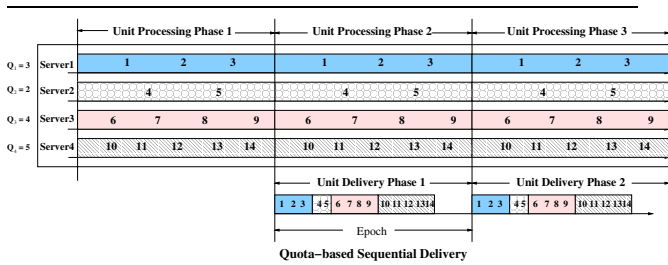 Unit Processing Phase 1 Unit Processing Phase 2 Unit Processing Phase 3
Q1 = 3 Server1 1 2 3 1 2 3 1 2 3
Q2 = 2 Server2 4 5 4 5 4 5
Q3 = 4 Server3 6 7 8 9 6 7 8 9 6 7 8 9
Q4 = 5 Server4 10 11 12 13 14 10 11 12 13 14 10 11 12 13 14
Unit Delivery Phase 1 Unit Delivery Phase 2
1 2 3 4 5 6 7 8 9 10 11 12 13 14 1 2 3 4 5 6 7 8 9 10 11 12 13 14
Epoch
Quota-based Sequential Delivery